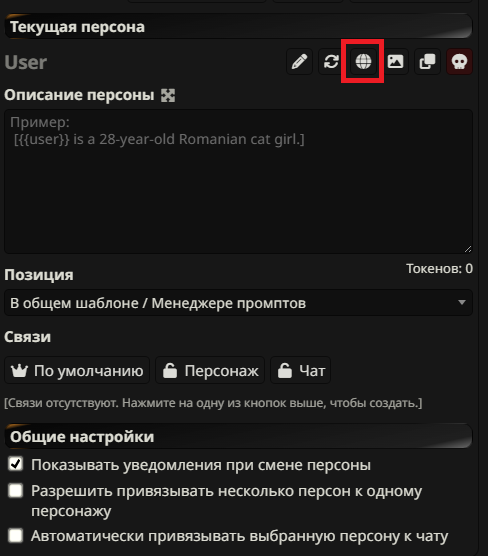 Текущая персона
User
Описание персоны
Пример:
[{{user}} is a 28-year-old Romanian cat girl.]
Токенов: 0
Позиция
В общем шаблоне / Менеджере промптов
Связи
По умолчанию Персонаж Чат
[Связи отсутствуют. Нажмите на одну из кнопок выше, чтобы создать.]
Общие настройки
Показывать уведомления при смене персоны
Разрешить привязывать несколько персон к одному
персонажу
Автоматически привязывать выбранную персону к чату